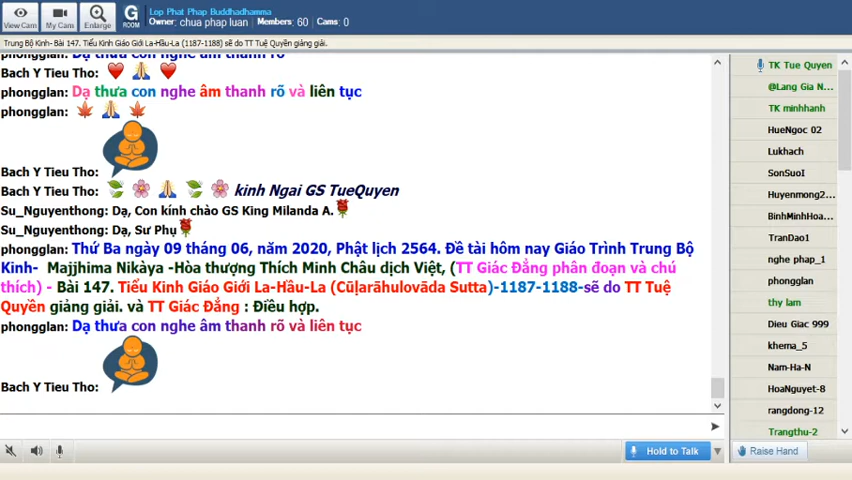 View Cam
My Cam
Enlarge
G
ROOM
Lop Phat Phap Buddhadhamma
Owner: chua phap luan Members: 60 Cams: 0
Trung Bộ Kinh- Bài 147. Tiểu Kinh Giáo Giới La-Hầu-La (1187-1188) sẽ do TT Tuệ Quyền giảng giải.
phongglan: Dạ thưa con nghe âm thanh rõ
Bach Y Tieu Tho: ❤️ 🙏 ❤️
phongglan: Dạ thưa con nghe âm thanh rõ và liên tục
phongglan: 🍁 🙏 🍁
Bach Y Tieu Tho:
Bach Y Tieu Tho: 🌿 🌸 🙏 🌿 🌸 kinh Ngai GS TueQuyen
Su_Nguyenthong: Dạ, Con kính chào GS King Milanda A.🌹
Su_Nguyenthong: Dạ, Sư Phụ🌹
phongglan: Thứ Ba ngày 09 tháng 06, năm 2020, Phật lịch 2564. Đề tài hôm nay Giáo Trình Trung Bộ
Kinh- Majjhima Nikàya -Hòa thượng Thích Minh Châu dịch Việt, (TT Giác Đẳng phân đoạn và chú
thích) - Bài 147. Tiểu Kinh Giáo Giới La-Hầu-La (Cūḷarāhulovāda Sutta)-1187-1188-sẽ do TT Tuệ
Quyền giảng giải. và TT Giác Đẳng : Điều hợp.
phongglan: Dạ thưa con nghe âm thanh rõ và liên tục
Bach Y Tieu Tho:
Hold to Talk
Raise Hand
TK Tue Quyen
@Lang Gia N...
TK minhhanh
HueNgoc 02
Lukhach
SonSuoI
Huyenmong2...
BinhMinhHoa...
TranDao1
nghe phap_1
phongglan
thy lam
Dieu Giac 999
khema_5
Nam-Ha-N
HoaNguyet-8
rangdong-12
Trangthu-2